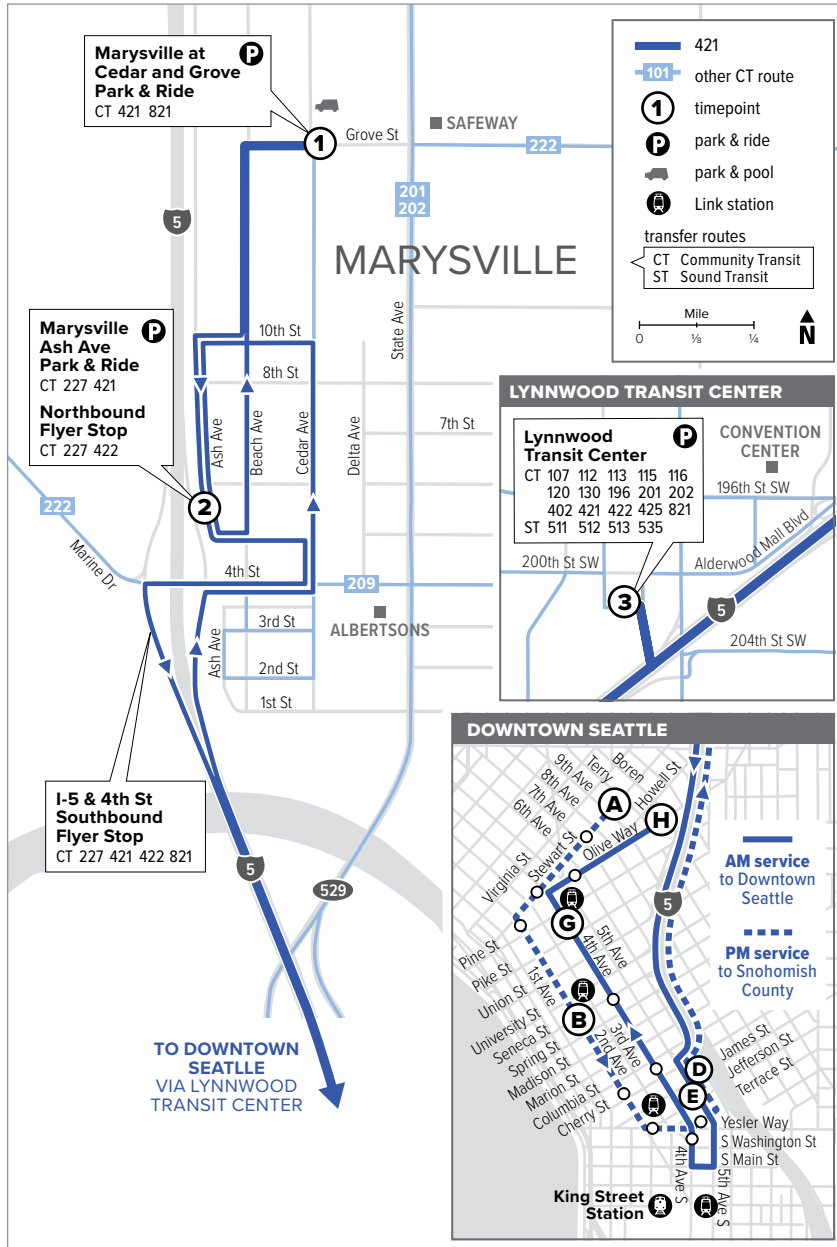 Marysville at
Cedar and Grove
Park & Ride
CT 421 821
P
1
Grove St
SAFEWAY
222
421
101
other CT route
1
timepoint
P
park & ride
park & pool
Link station
transfer routes
CT Community Transit
ST Sound Transit
Mile
0 1/8 1/4
N
5
201
202
MARYSVILLE
State Ave
Marysville
Ash Ave
Park & Ride
CT 227 421
Northbound
Flyer Stop
CT 227 422
P
10th St
8th St
7th St
Ash Ave
Beach Ave
Cedar Ave
Delta Ave
2
222
Marine Dr
4th St
209
3rd St
ALBERTSONS
Ash Ave
2nd St
1st St
I-5 & 4th St
Southbound
Flyer Stop
CT 227 421 422 821
5
529
TO DOWNTOWN
SEATLLE
VIA LYNNWOOD
TRANSIT CENTER
LYNNWOOD TRANSIT CENTER
Lynnwood
Transit Center
P
CT 107 112 113 115 116
120 130 196 201 202
402 421 422 425 821
ST 511 512 513 535
CONVENTION
CENTER
196th St SW
Alderwood Mall Blvd
200th St SW
3
5
204th St SW
DOWNTOWN SEATTLE
Boren
Terry
9th Ave
8th Ave
7th Ave
6th Ave
A
Howell St
H
Stewart St
Olive Way
Virginia St
G
5
AM service
to Downtown
Seattle
PM service
to Snohomish
County
Pine St
Pike St
Union St
University St
Seneca St
Spring St
Madison St
Marion St
Columbia St
Cherry St
1st Ave
5th Ave
4th Ave
B
3rd Ave
2nd Ave
D
E
James St
Jefferson St
Terrace St
Yesler Way
S Washington St
S Main St
4th Ave S
5th Ave S
King Street
Station